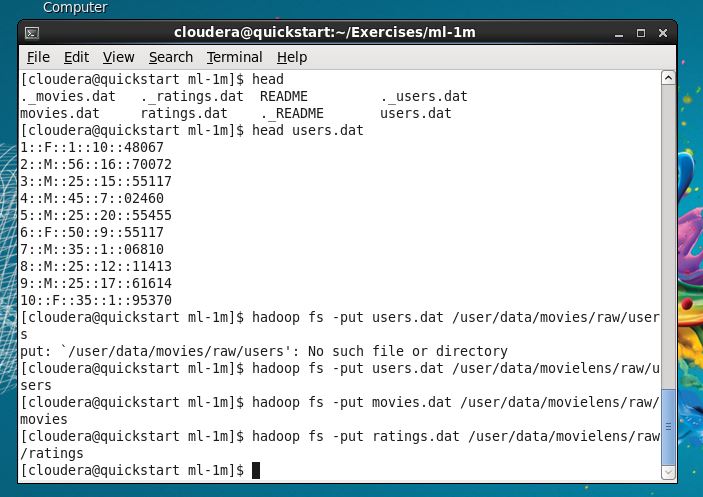 Computer
cloudera@quickstart:~/Exercises/ml-1m
File Edit View Search Terminal Help
[cloudera@quickstart ml-1m]$ head
._movies.dat ._ratings.dat README ._users.dat
movies.dat ratings.dat ._README users.dat
[cloudera@quickstart ml-1m]$ head users.dat
1::F::1::10::48067
2::M::56::16::70072
3::M::25::15::55117
4::M::45::7::02460
5::M::25::20::55455
6::F::50::9::55117
7::M::35::1::06810
8::M::25::12::11413
9::M::25::17::61614
10::F::35::1::95370
[cloudera@quickstart ml-1m]$ hadoop fs -put users.dat /user/data/movies/raw/user
s
put: `/user/data/movies/raw/users': No such file or directory
[cloudera@quickstart ml-1m]$ hadoop fs -put users.dat /user/data/movielens/raw/u
sers
[cloudera@quickstart ml-1m]$ hadoop fs -put movies.dat /user/data/movielens/raw/
movies
[cloudera@quickstart ml-1m]$ hadoop fs -put ratings.dat /user/data/movielens/raw
/ratings
[cloudera@quickstart ml-1m]$